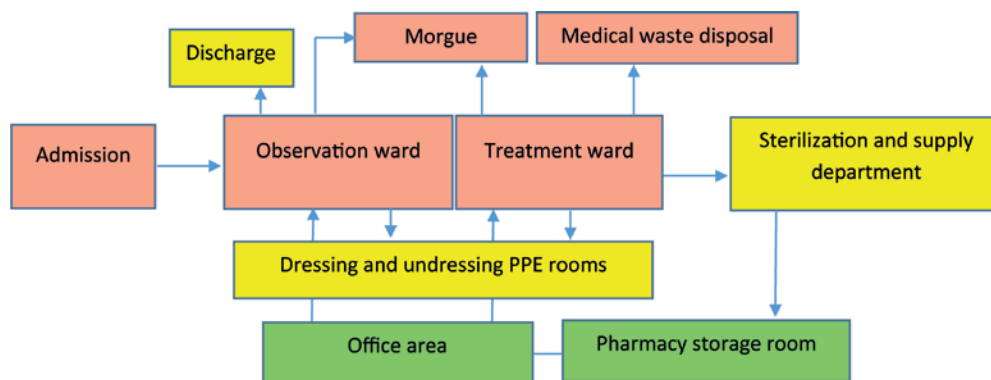 Morgue
Medical waste disposal
Discharge
Admission
Observation ward
Treatment ward
Sterilization and supply
department
Dressing and undressing PPE rooms
Office area
Pharmacy storage room